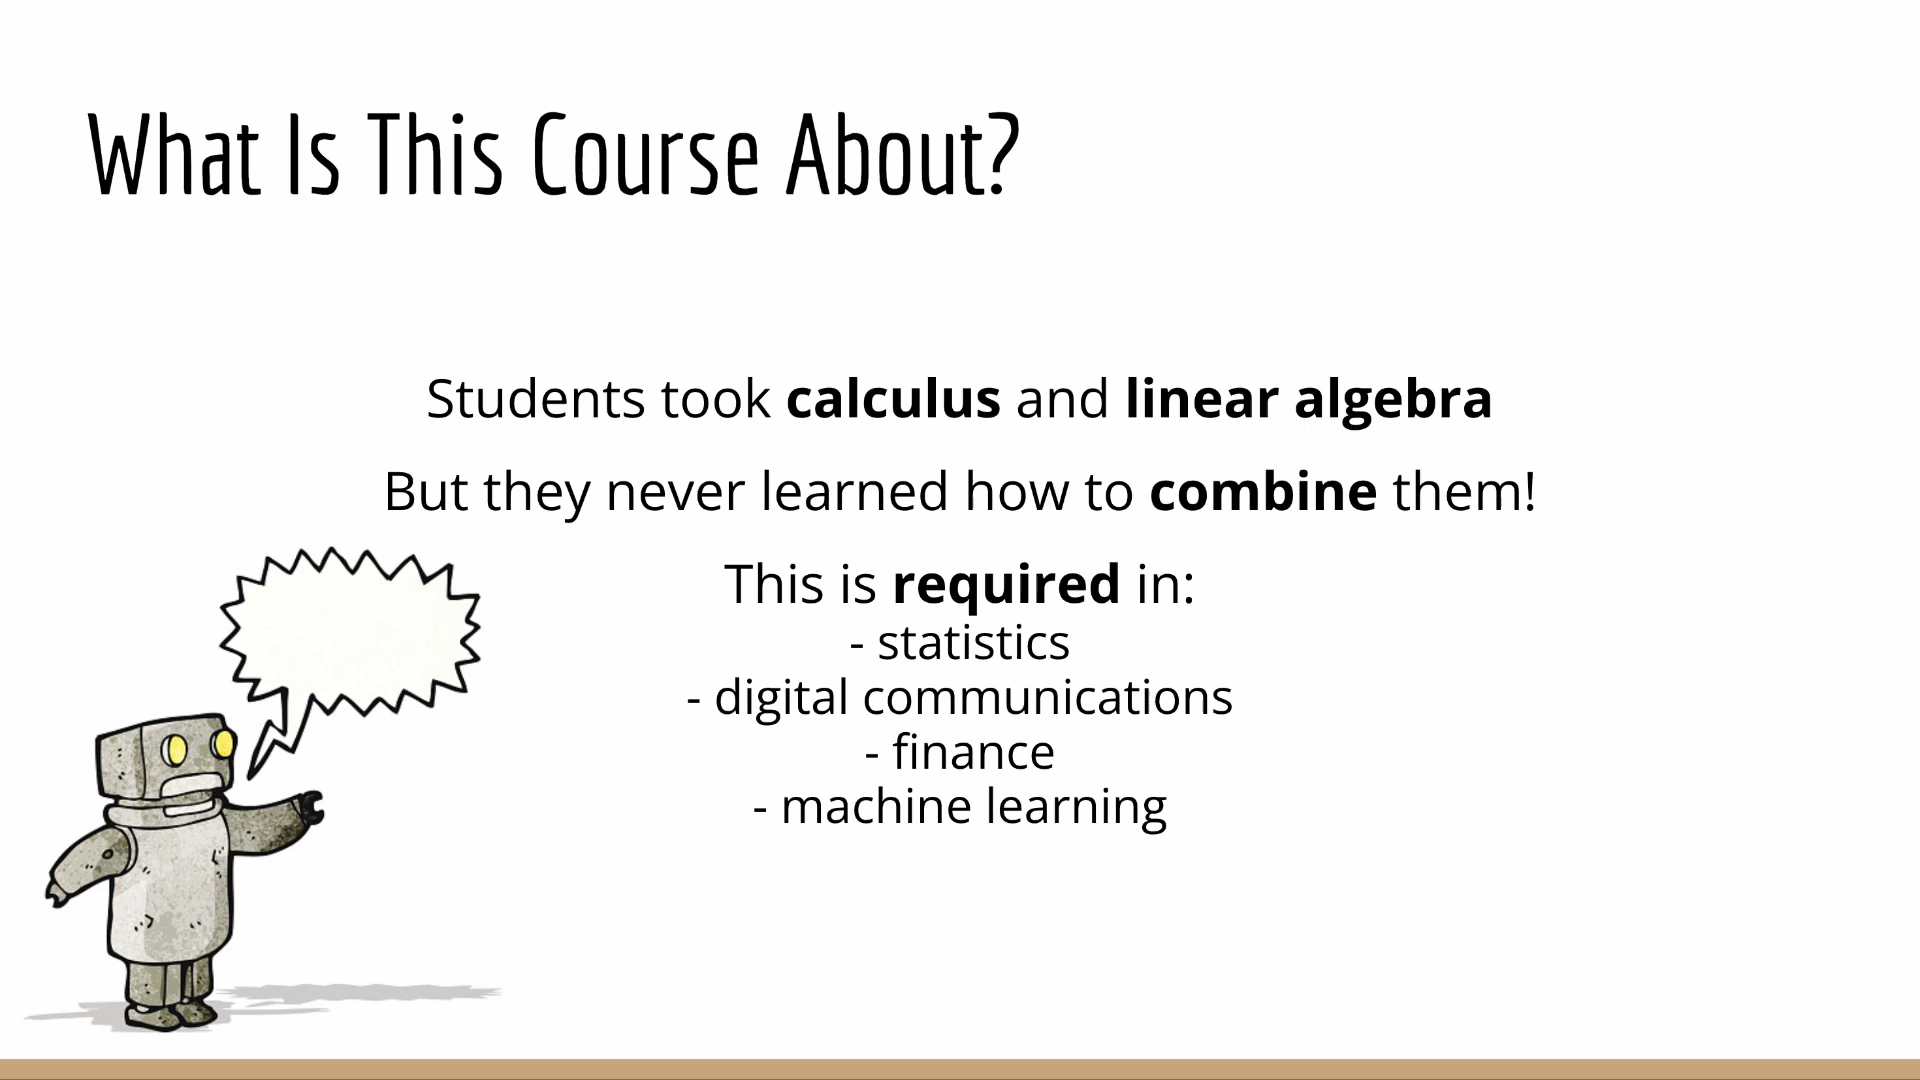 What Is This Course About?
Students took calculus and linear algebra
But they never learned how to combine them!
This is required in:
- statistics
- digital communications
- finance
- machine learning